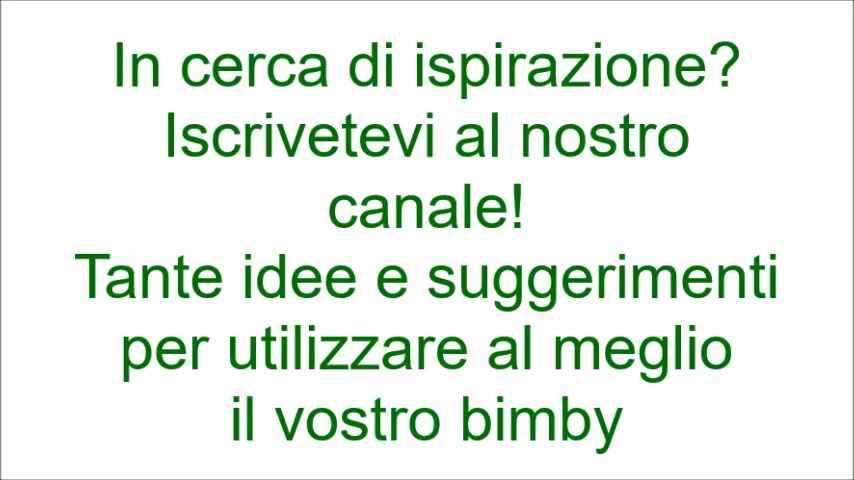 In cerca di ispirazione?
Iscrivetevi al nostro
canale!
Tante idee e suggerimenti
per utilizzare al meglio
il vostro bimby